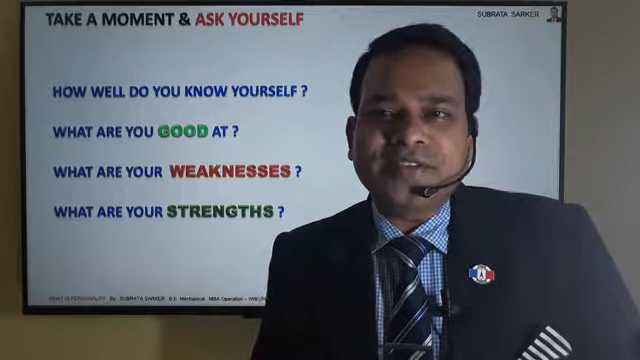 TAKE A MOMENT & ASK YOURSELF
SUBRATA SARKER
HOW WELL DO YOU KNOW YOURSELF ?
WHAT ARE YOU GOOD AT ?
WHAT ARE YOUR WEAKNESSES ?
WHAT ARE YOUR STRENGTHS ?
WHAT IS PERSONALITY By: SUBRATA SARKER B.E Mechanical MBA Operation